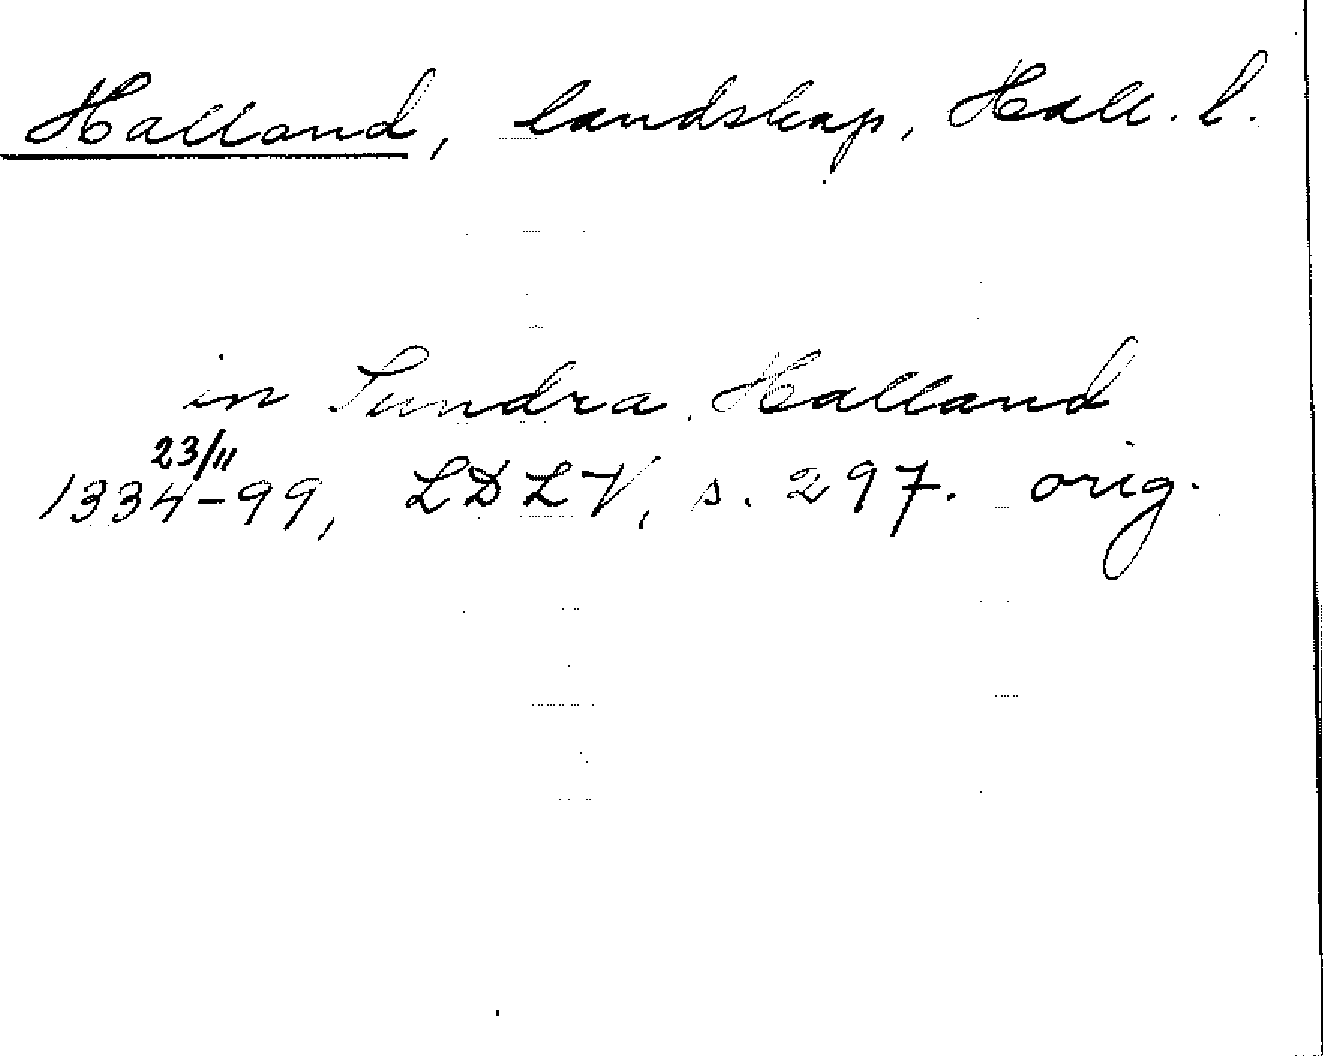 Halland, landskap, Hall. l.
in Sundra Halland
23/11
1334-99, LDLV, s. 297. orig.